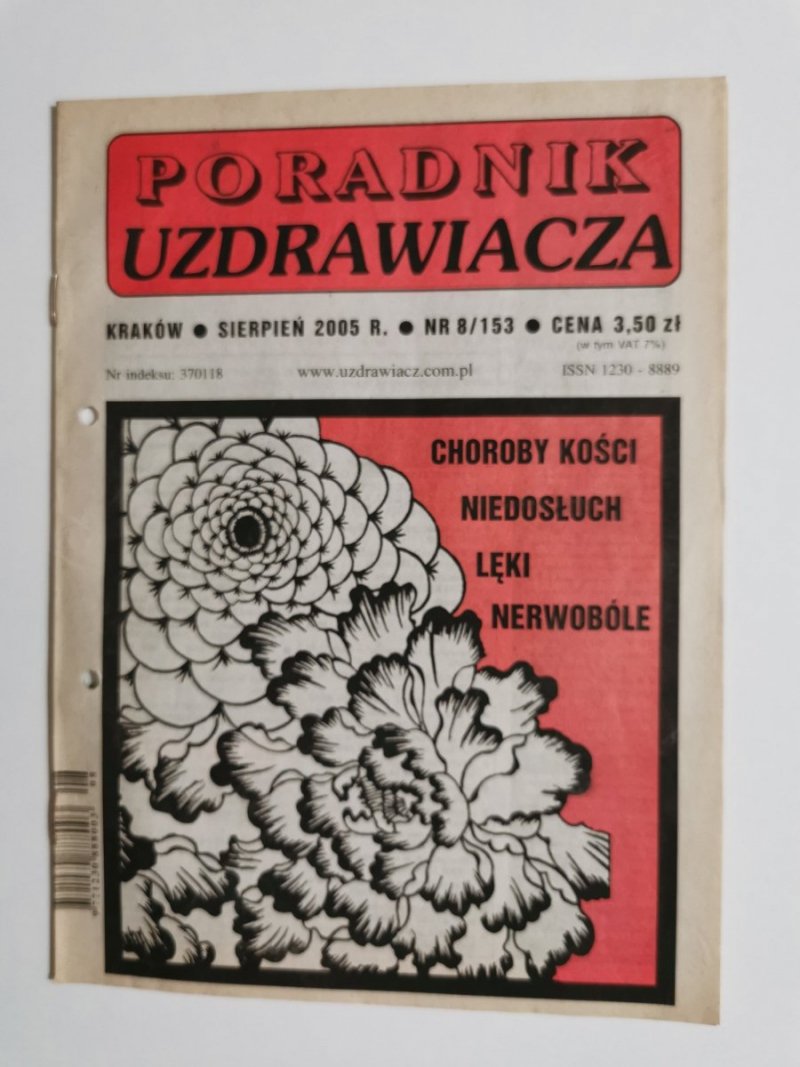 PORADNIK
UZDRAWIACZA
KRAKÓW ● SIERPIEŃ 2005 R. ● NR 8/153 ● CENA 3,50 zł
(w tym VAT 7%)
Nr indeksu: 370118 www.uzdrawiacz.com.pl ISSN 1230 - 8889
CHOROBY KOŚCI
NIEDOSŁUCH
LĘKI
NERWOBÓLE
08